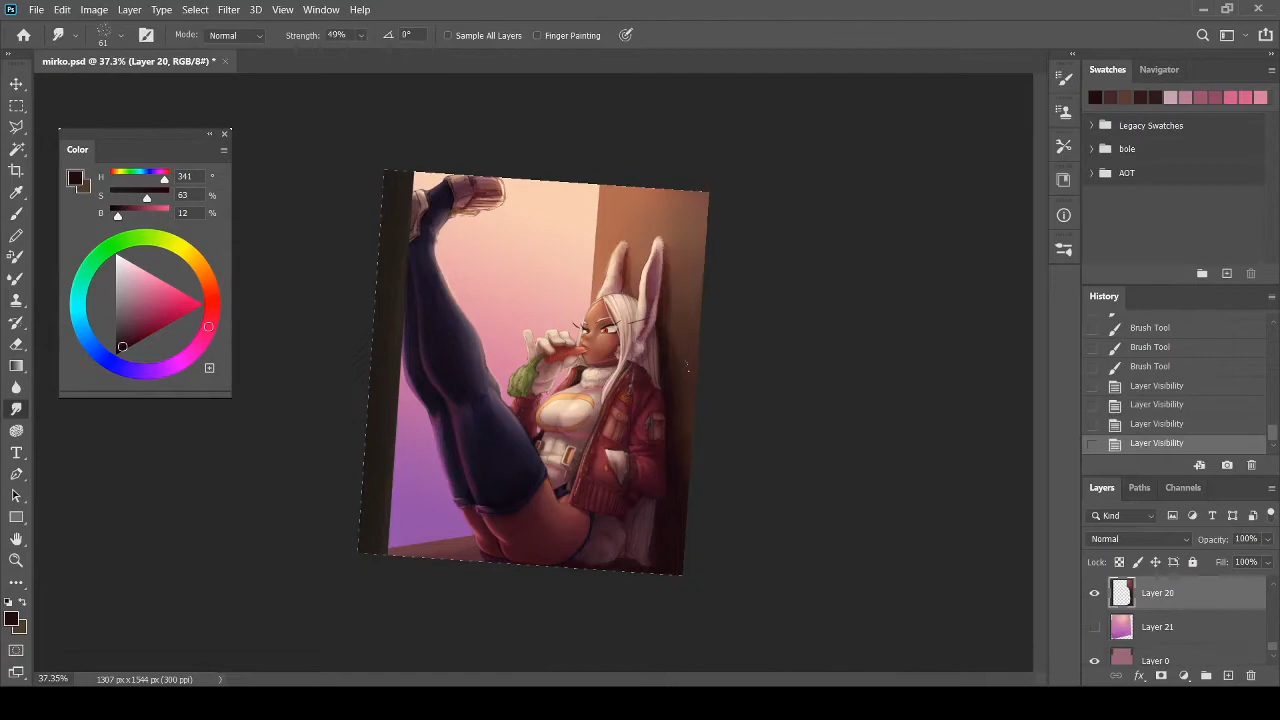 Ps File Edit Image Layer Type Select Filter 3D View Window Help
61 Mode: Normal Strength: 49% 0° Sample All Layers Finger Painting
mirko.psd @ 37.3% (Layer 20, RGB/8#) *
Color
H 341 °
S 63 %
B 12 %
Swatches Navigator
Legacy Swatches
bole
AOT
History
Brush Tool
Brush Tool
Brush Tool
Layer Visibility
Layer Visibility
Layer Visibility
Layer Visibility
Layers Paths Channels
Kind
Normal Opacity: 100%
Lock: Fill: 100%
Layer 20
Layer 21
Layer 0
fx
37.35% 1307 px x 1544 px (300 ppi)